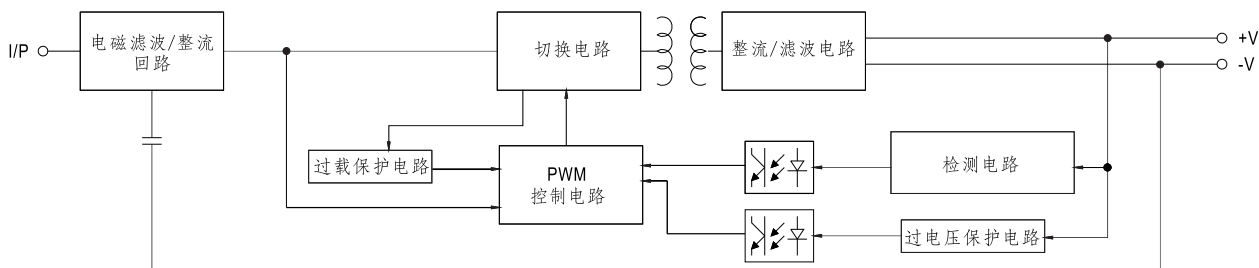 I/P
电磁滤波/整流
回路
切换电路
整流/滤波电路
+V
-V
过载保护电路
PWM
控制电路
检测电路
过电压保护电路